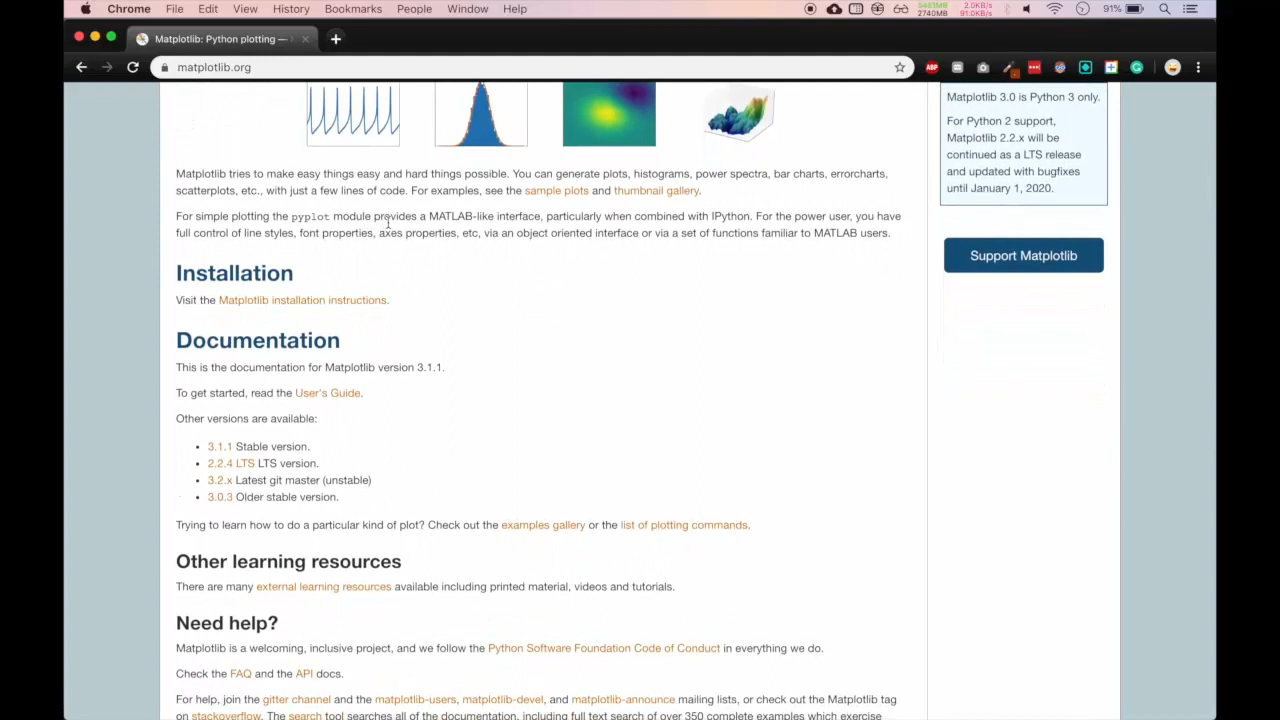 Chrome File Edit View History Bookmarks People Window Help
91%
Matplotlib: Python plotting —
matplotlib.org
Matplotlib tries to make easy things easy and hard things possible. You can generate plots, histograms, power spectra, bar charts, errorcharts,
scatterplots, etc., with just a few lines of code. For examples, see the sample plots and thumbnail gallery.
For simple plotting the pyplot module provides a MATLAB-like interface, particularly when combined with IPython. For the power user, you have
full control of line styles, font properties, axes properties, etc, via an object oriented interface or via a set of functions familiar to MATLAB users.
Installation
Visit the Matplotlib installation instructions.
Documentation
This is the documentation for Matplotlib version 3.1.1.
To get started, read the User's Guide.
Other versions are available:
• 3.1.1 Stable version.
• 2.2.4 LTS LTS version.
• 3.2.x Latest git master (unstable)
• 3.0.3 Older stable version.
Trying to learn how to do a particular kind of plot? Check out the examples gallery or the list of plotting commands.
Other learning resources
There are many external learning resources available including printed material, videos and tutorials.
Need help?
Matplotlib is a welcoming, inclusive project, and we follow the Python Software Foundation Code of Conduct in everything we do.
Check the FAQ and the API docs.
For help, join the gitter channel and the matplotlib-users, matplotlib-devel, and matplotlib-announce mailing lists, or check out the Matplotlib tag
on stackoverflow. The search tool searches all of the documentation, including full text search of over 350 complete examples which exercise
Matplotlib 3.0 is Python 3 only.
For Python 2 support,
Matplotlib 2.2.x will be
continued as a LTS release
and updated with bugfixes
until January 1, 2020.
Support Matplotlib